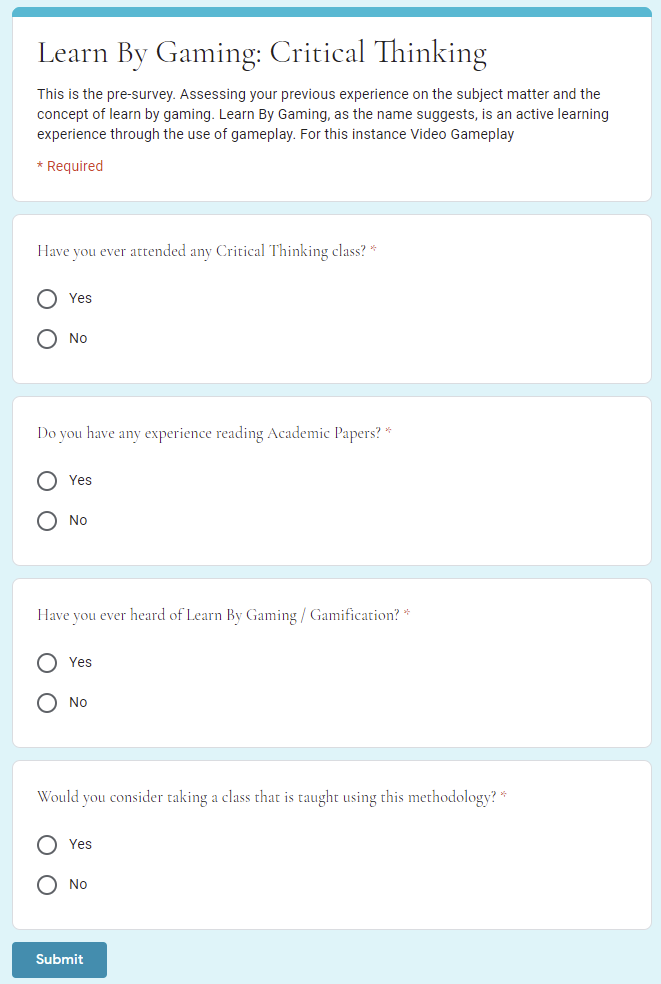 Learn By Gaming: Critical Thinking
This is the pre-survey. Assessing your previous experience on the subject matter and the
concept of learn by gaming. Learn By Gaming, as the name suggests, is an active learning
experience through the use of gameplay. For this instance Video Gameplay
* Required
Have you ever attended any Critical Thinking class? *
Yes
No
Do you have any experience reading Academic Papers? *
Yes
No
Have you ever heard of Learn By Gaming / Gamification? *
Yes
No
Would you consider taking a class that is taught using this methodology? *
Yes
No
Submit